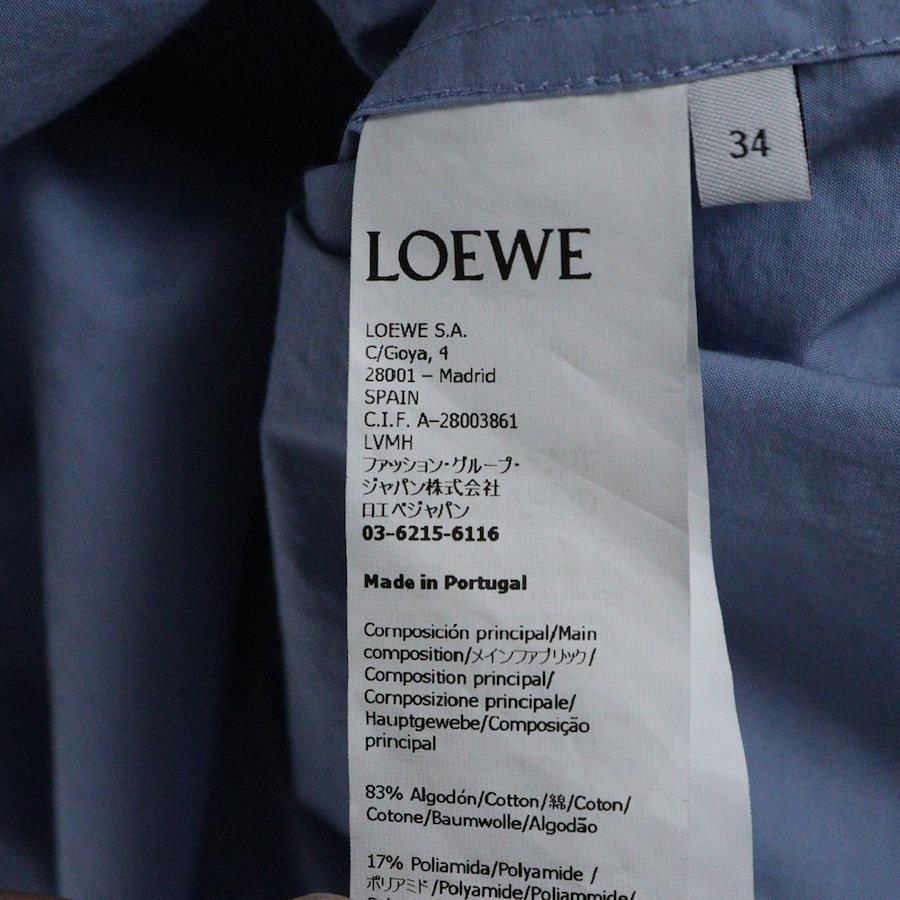 34
LOEWE
LOEWE S.A.
C/Goya, 4
28001 – Madrid
SPAIN
C.I.F. A–28003861
LVMH
ファッション・グループ・
ジャパン株式会社
ロエベジャパン
03-6215-6116
Made in Portugal
Composición principal/Main
composition/メインファブリック/
Composition principal/
Composizione principale/
Hauptgewebe/Composição
principal
83% Algodón/Cotton/綿/Coton/
Cotone/Baumwolle/Algodão
17% Poliamida/Polyamide /
ポリアミド/Polyamide/Poliammide/